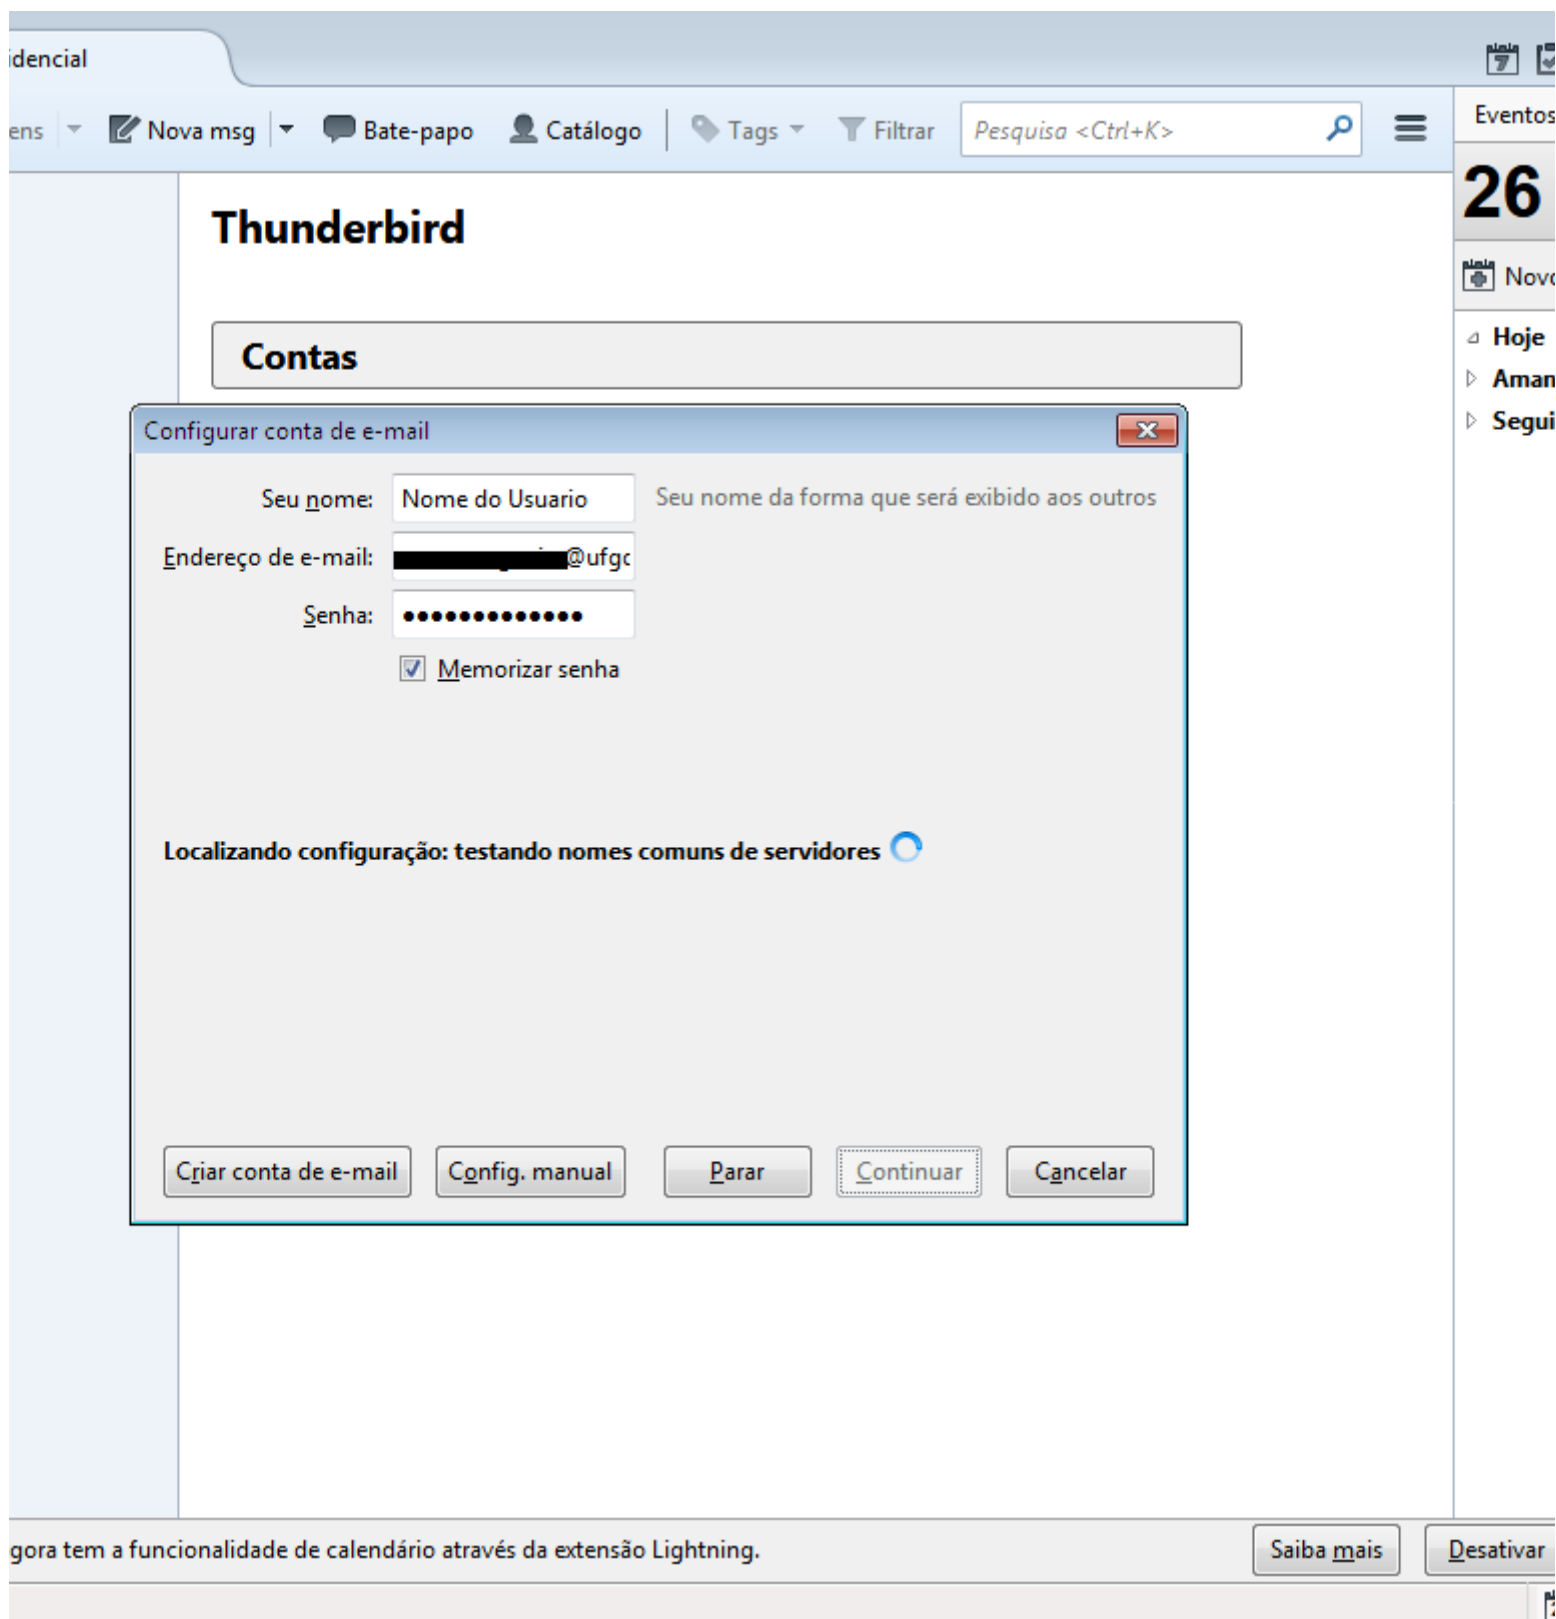 idencial
ens Nova msg Bate-papo Catálogo Tags Filtrar Pesquisa <Ctrl+K>
Eventos
26
Novo
Hoje
Aman
Segui
Thunderbird
Contas
Configurar conta de e-mail
Seu nome: Nome do Usuario Seu nome da forma que será exibido aos outros
Endereço de e-mail: @ufgd
Senha: •••••••••••••
Memorizar senha
Localizando configuração: testando nomes comuns de servidores
Criar conta de e-mail Config. manual Parar Continuar Cancelar
gora tem a funcionalidade de calendário através da extensão Lightning. Saiba mais Desativar